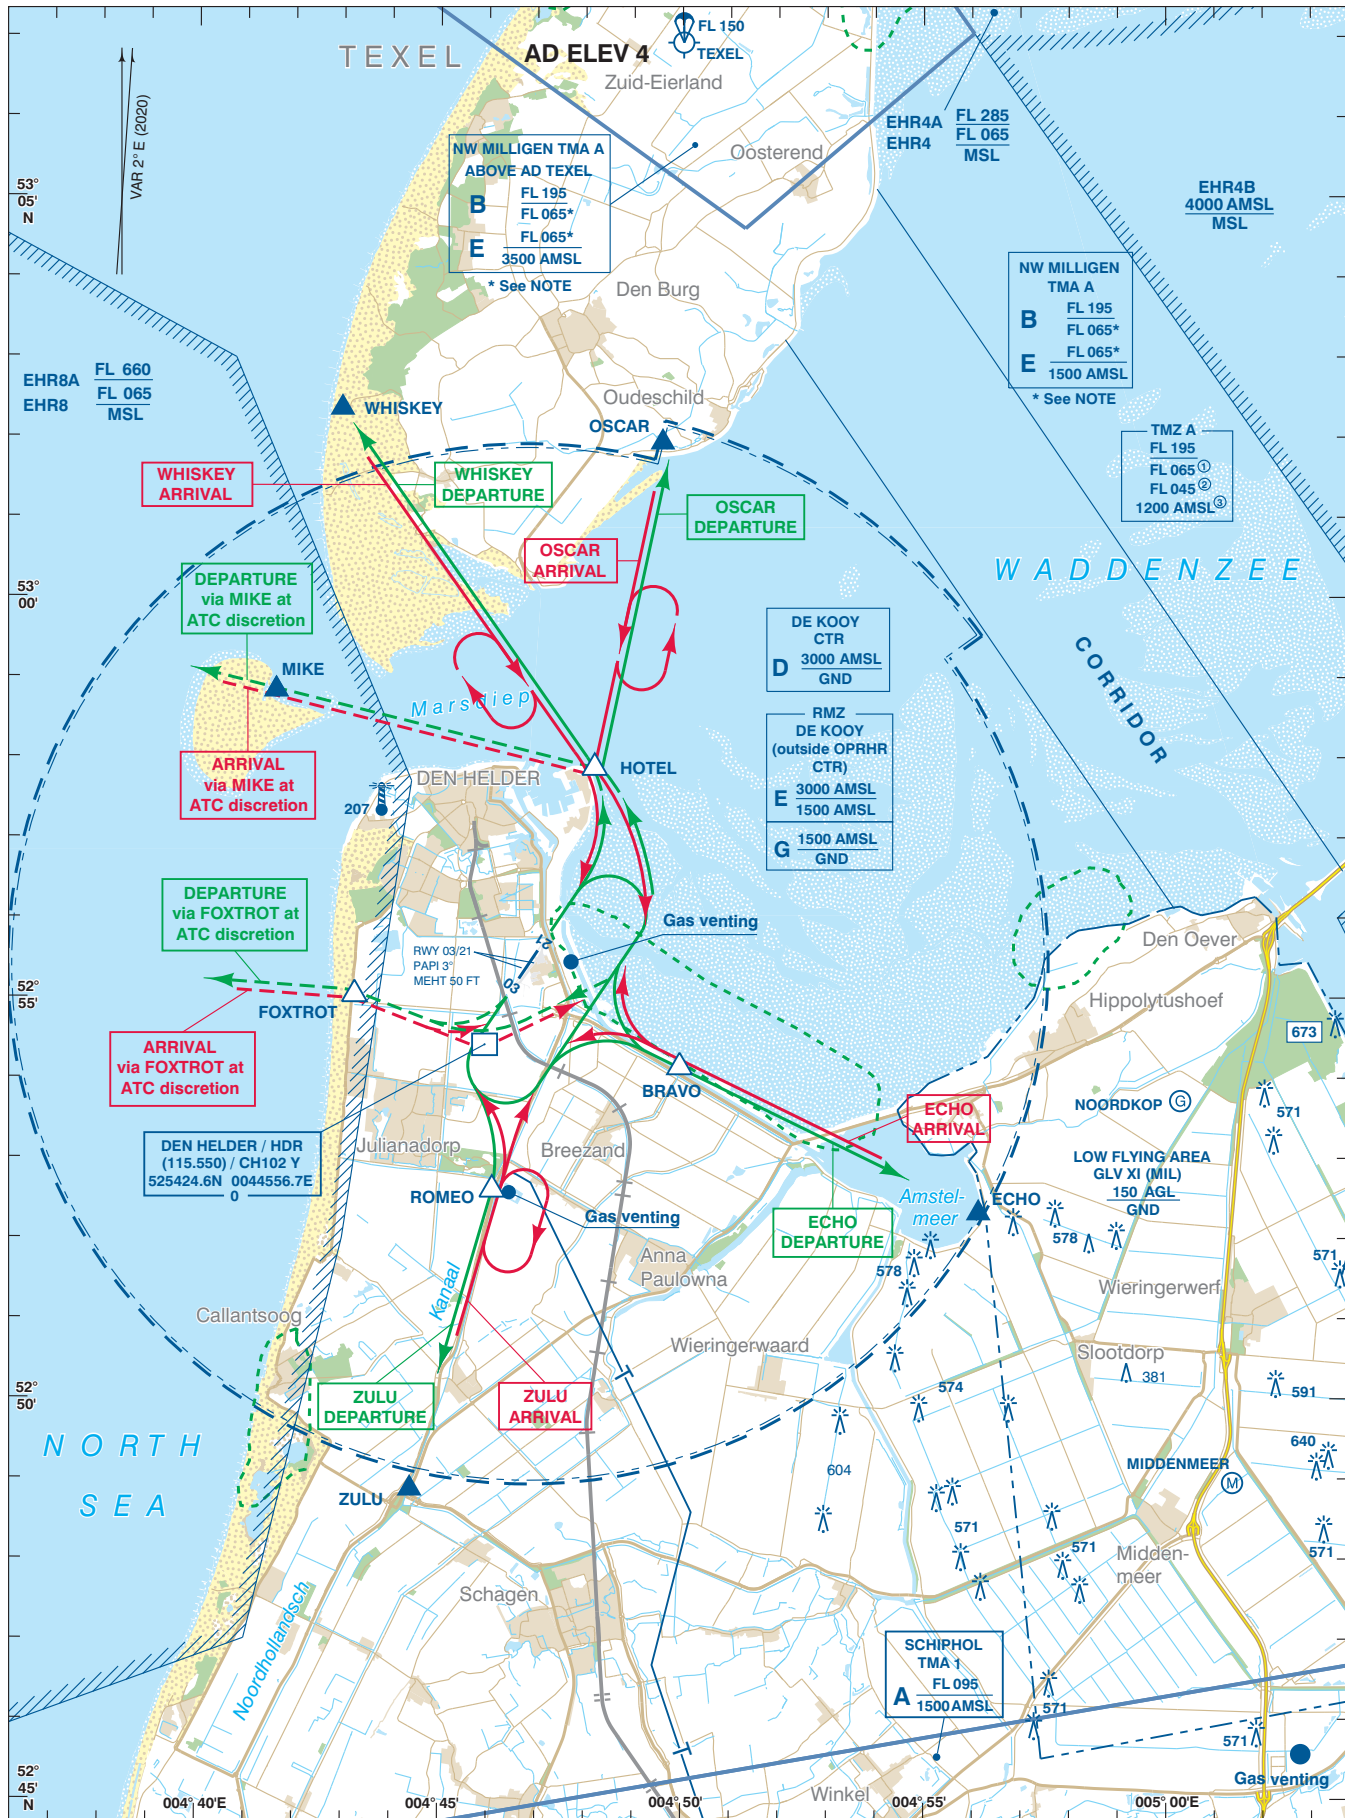 TEXEL
AD ELEV 4
FL 150
TEXEL
Zuid-Eierland
VAR 2° E (2020)
NW MILLIGEN TMA A
ABOVE AD TEXEL
B FL 195
FL 065*
E FL 065*
3500 AMSL
* See NOTE
Oosterend
EHR4A FL 285
FL 065
EHR4 MSL
EHR4B
4000 AMSL
MSL
53°
05'
N
Den Burg
NW MILLIGEN
TMA A
B FL 195
FL 065*
E FL 065*
1500 AMSL
* See NOTE
EHR8A FL 660
FL 065
EHR8 MSL
WHISKEY
Oudeschild
OSCAR
TMZ A
FL 195
FL 065 ①
FL 045 ②
1200 AMSL ③
WHISKEY
ARRIVAL
WHISKEY
DEPARTURE
OSCAR
DEPARTURE
OSCAR
ARRIVAL
WADDENZEE
53°
00'
DEPARTURE
via MIKE at
ATC discretion
MIKE
Marsdiep
DE KOOY
CTR
D 3000 AMSL
GND
CORRIDOR
RMZ
DE KOOY
(outside OPRHR
CTR)
E 3000 AMSL
1500 AMSL
G 1500 AMSL
GND
ARRIVAL
via MIKE at
ATC discretion
DEN HELDER
HOTEL
207
DEPARTURE
via FOXTROT at
ATC discretion
Gas venting
21
RWY 03/21
PAPI 3°
MEHT 50 FT
03
Den Oever
52°
55'
FOXTROT
Hippolytushoef
673
ARRIVAL
via FOXTROT at
ATC discretion
BRAVO
NOORDKOP G
571
ECHO
ARRIVAL
DEN HELDER / HDR
(115.550) / CH102 Y
525424.6N 0044556.7E
0
Julianadorp
Breezand
LOW FLYING AREA
GLV XI (MIL)
150 AGL
GND
ROMEO
Gas venting
Amstel-
meer
ECHO
ECHO
DEPARTURE
578
578
571
Anna
Paulowna
Wieringerwerf
Kanaal
Callantsoog
Wieringerwaard
Slootdorp
381
574
591
ZULU
DEPARTURE
ZULU
ARRIVAL
52°
50'
NORTH
SEA
640
604
MIDDENMEER
M
ZULU
571
571
571
Midden-
meer
Schagen
Noordhollandsch
SCHIPHOL
TMA 1
A FL 095
1500 AMSL
571
571
52°
45'
N
Winkel
Gas venting
004° 40'E
004° 45'
004° 50'
004° 55'
005° 00'E